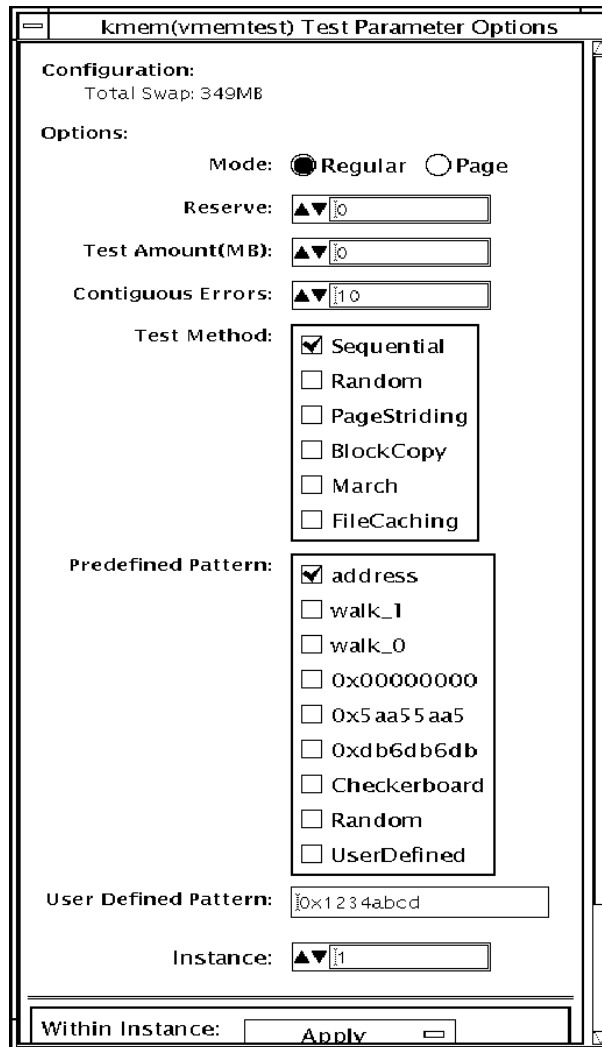 kmem(vmemtest) Test Parameter Options
Configuration:
Total Swap: 349MB
Options:
Mode: Regular Page
Reserve: 0
Test Amount(MB): 0
Contiguous Errors: 10
Test Method: Sequential
Random
PageStriding
BlockCopy
March
FileCaching
Predefined Pattern: address
walk_1
walk_0
0x00000000
0x5aa55aa5
0xdb6db6db
Checkerboard
Random
UserDefined
User Defined Pattern: 0x1234abcd
Instance: 1
Within Instance: Apply